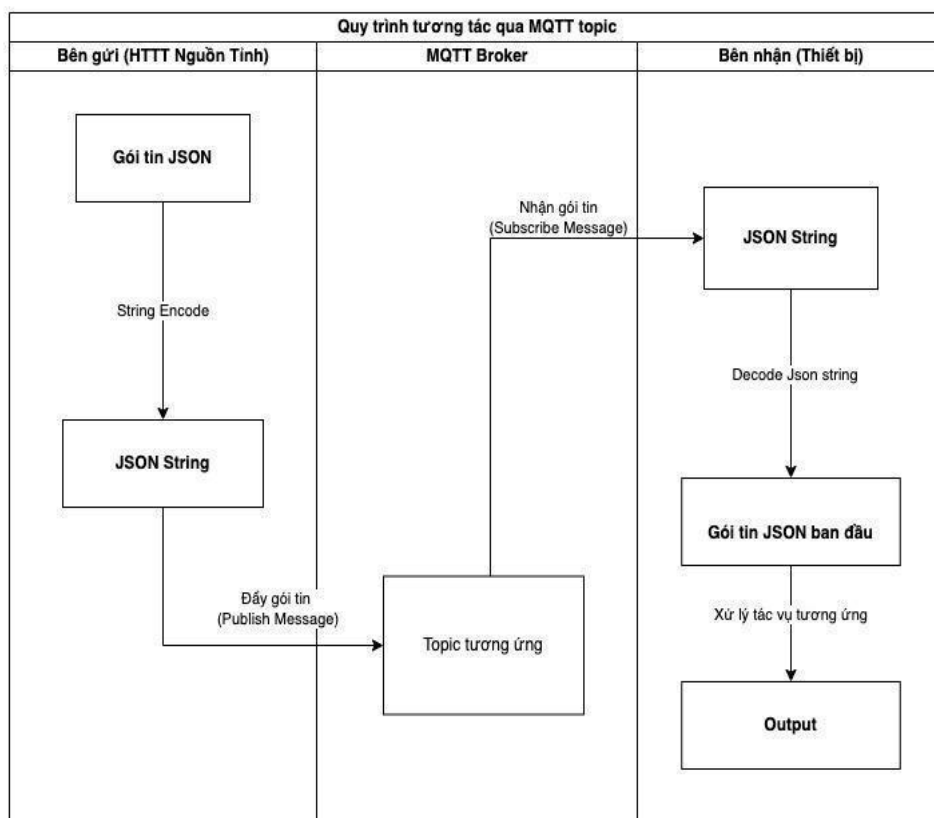 Quy trình tương tác qua MQTT topic
Bên gửi (HTTT Nguồn Tỉnh)
MQTT Broker
Bên nhận (Thiết bị)
Gói tin JSON
String Encode
JSON String
Đẩy gói tin
(Publish Message)
Topic tương ứng
Nhận gói tin
(Subscribe Message)
JSON String
Decode Json string
Gói tin JSON ban đầu
Xử lý tác vụ tương ứng
Output